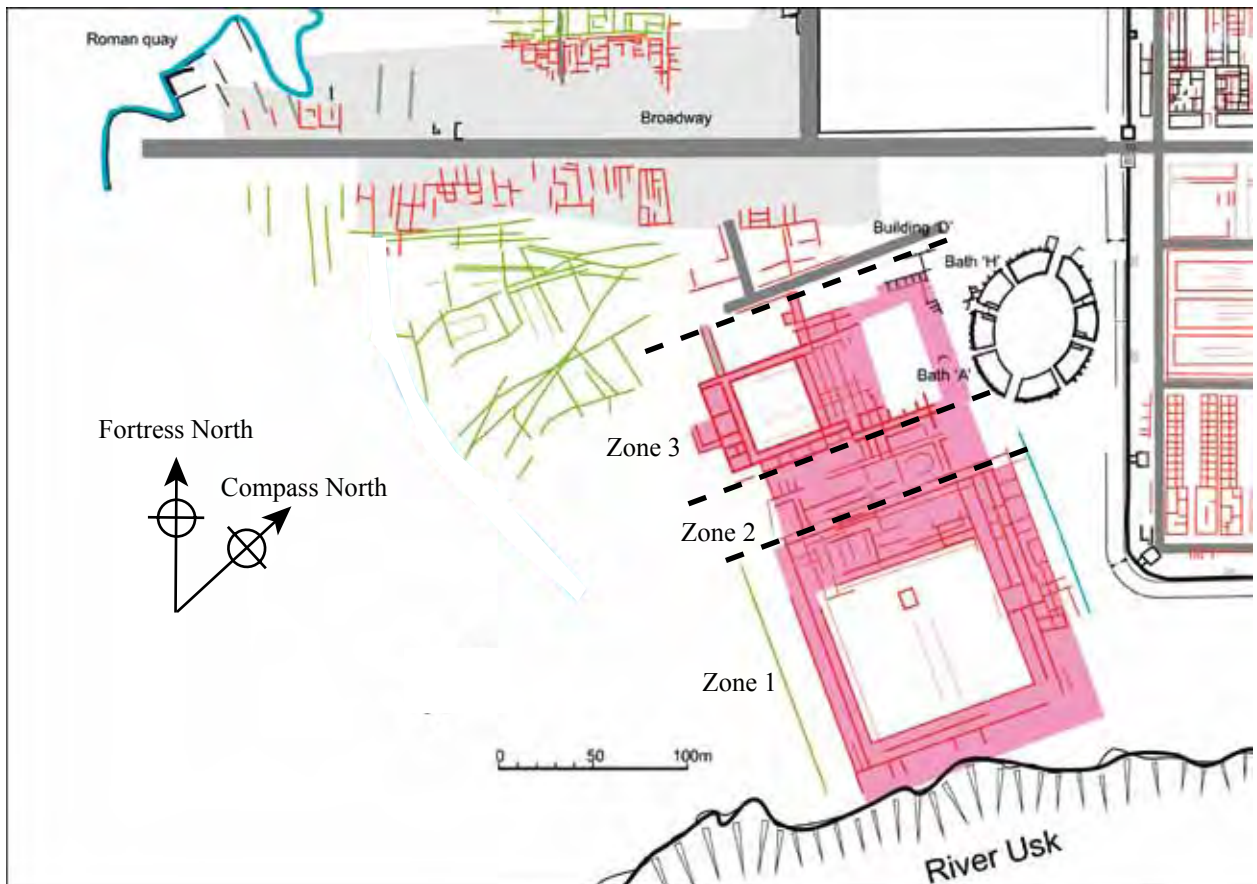 Roman quay
Broadway
Building 'D'
Bath 'H'
Bath 'A'
Fortress North
Compass North
Zone 3
Zone 2
Zone 1
0 50 100m
River Usk